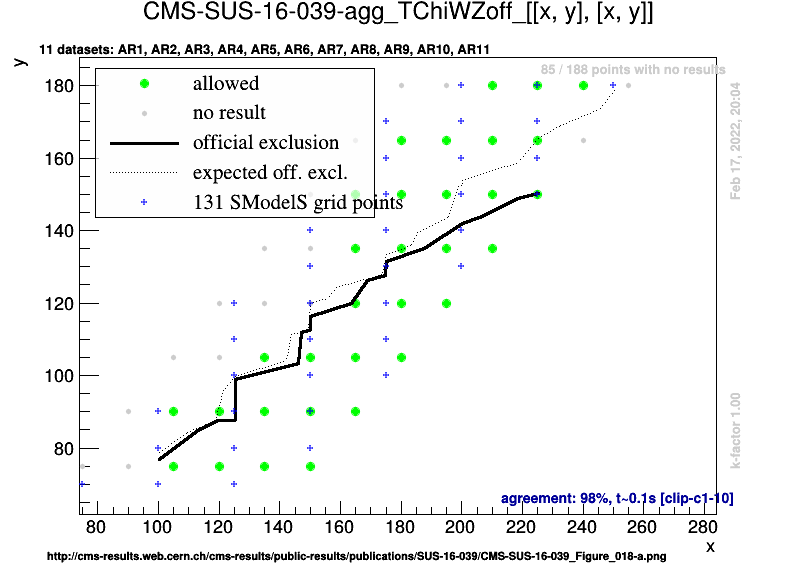 CMS-SUS-16-039-agg_TChiWZoff_[[x, y], [x, y]]
11 datasets: AR1, AR2, AR3, AR4, AR5, AR6, AR7, AR8, AR9, AR10, AR11
y
85 / 188 points with no results
allowed
no result
official exclusion
expected off. excl.
131 SModelS grid points
180
160
140
120
100
80
Feb 17, 2022, 20:04
k-factor 1.00
agreement: 98%, t~0.1s [clip-c1-10]
80 100 120 140 160 180 200 220 240 260 280
x
http://cms-results.web.cern.ch/cms-results/public-results/publications/SUS-16-039/CMS-SUS-16-039_Figure_018-a.png